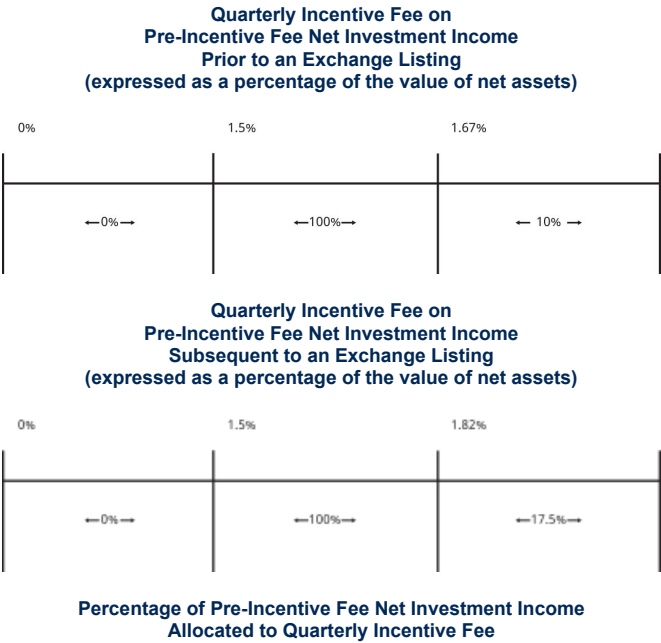 Quarterly Incentive Fee on
Pre-Incentive Fee Net Investment Income
Prior to an Exchange Listing
(expressed as a percentage of the value of net assets)
0% 1.5% 1.67%
←0%→ ←100%→ ← 10% →
Quarterly Incentive Fee on
Pre-Incentive Fee Net Investment Income
Subsequent to an Exchange Listing
(expressed as a percentage of the value of net assets)
0% 1.5% 1.82%
←0%→ ←100%→ ←17.5%→
Percentage of Pre-Incentive Fee Net Investment Income
Allocated to Quarterly Incentive Fee